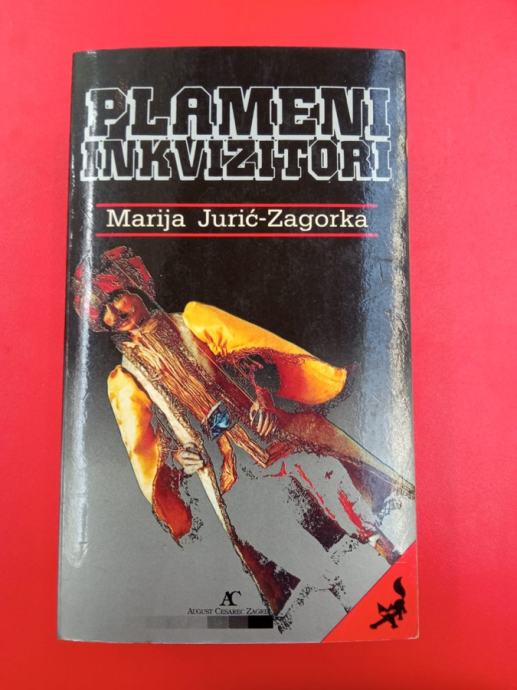 PLAMENI
INKVIZITORI
Marija Jurić-Zagorka
AC
AUGUST CESAREC ZAGREB